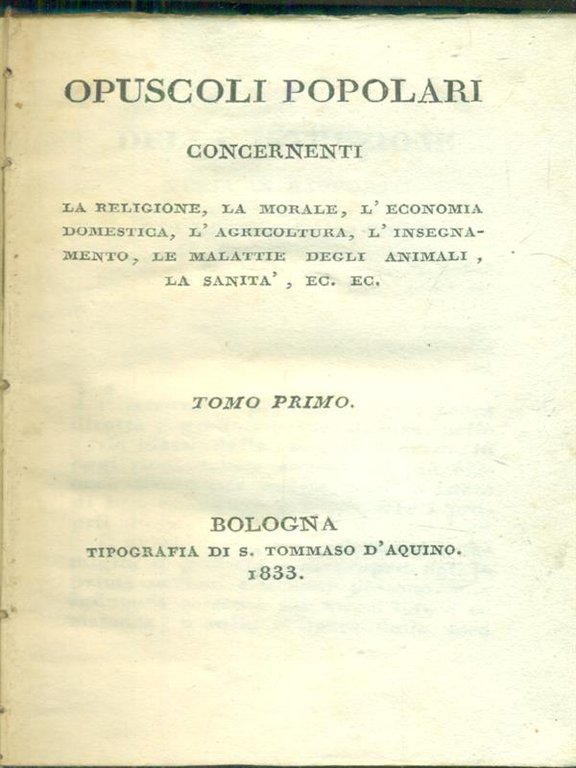 OPUSCOLI POPOLARI
CONCERNENTI
LA RELIGIONE, LA MORALE, L'ECONOMIA
DOMESTICA, L'AGRICOLTURA, L'INSEGNA-
MENTO, LE MALATTIE DEGLI ANIMALI,
LA SANITA', EC. EC.
TOMO PRIMO.
BOLOGNA
TIPOGRAFIA DI S. TOMMASO D'AQUINO.
1833.